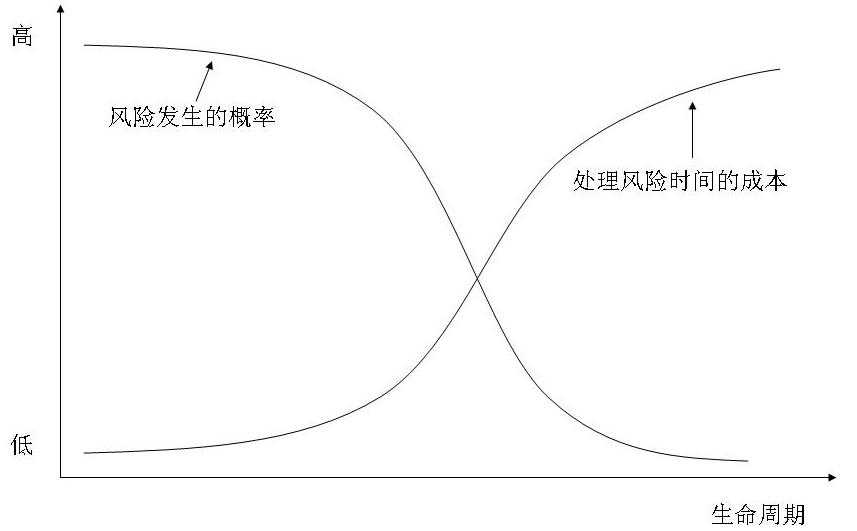 高
风险发生的概率
处理风险时间的成本
低
生命周期